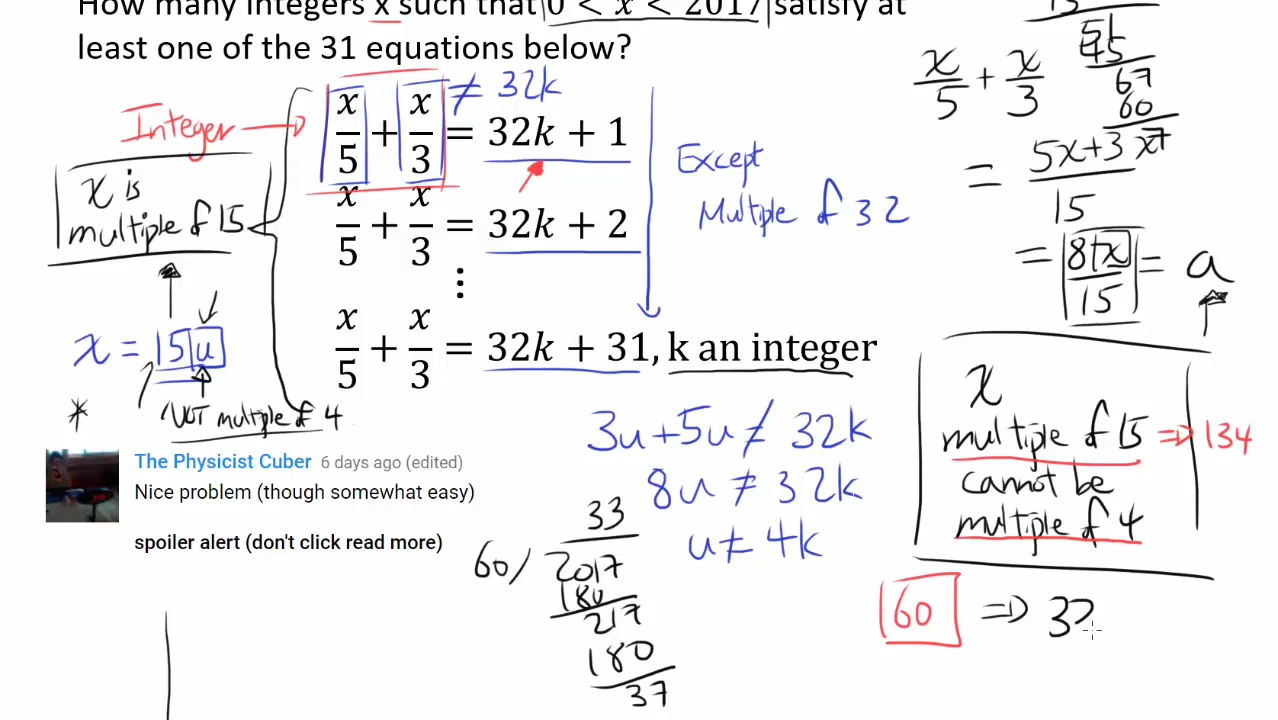 How many integers x such that 0 < x < 2017 satisfy at
least one of the 31 equations below?
x/5 + x/3 = 32k + 1
≠ 32k
Integer
x is
multiple of 15
x/5 + x/3 = 32k + 2
⋮
x/5 + x/3 = 32k + 31, k an integer
Except
Multiple of 32
x = 15u
NOT multiple of 4
*
The Physicist Cuber 6 days ago (edited)
Nice problem (though somewhat easy)
spoiler alert (don't click read more)
3u+5u ≠ 32k
8u ≠ 32k
u ≠ 4k
33
60/2017
180
217
180
37
67
60
x/5 + x/3
= 5x+3x/15
= 8x/15 = a
x
multiple of 15 ⇒ 134
cannot be
multiple of 4
60 ⇒ 33